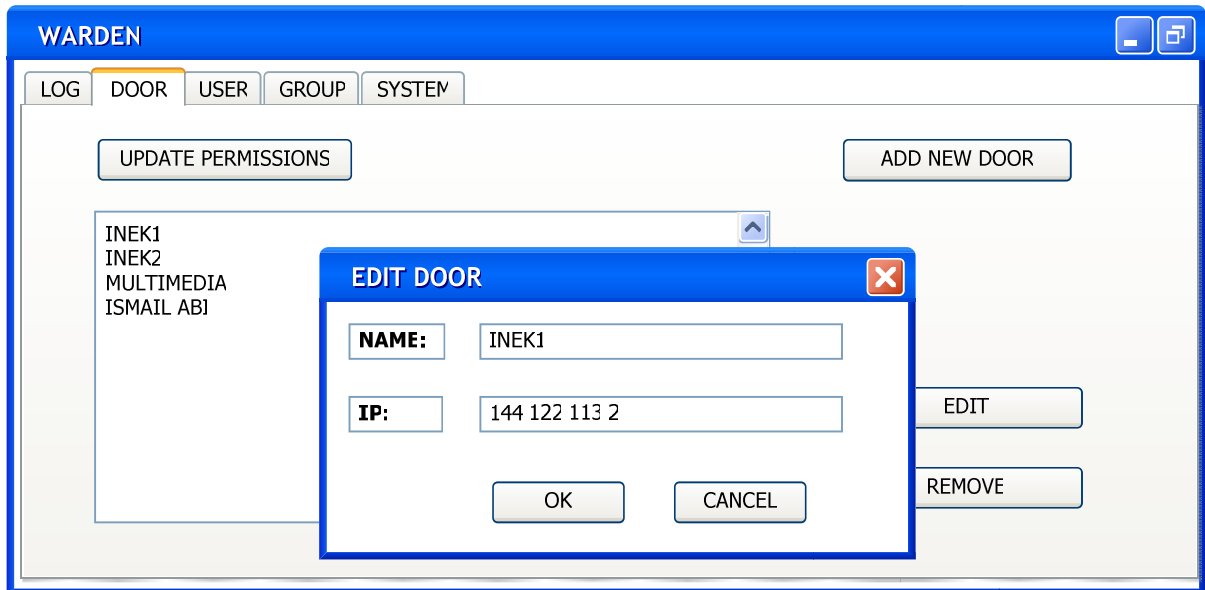 WARDEN
LOG DOOR USER GROUP SYSTEM
UPDATE PERMISSIONS ADD NEW DOOR
INEK1
INEK2
MULTIMEDIA
ISMAIL ABI
EDIT DOOR
NAME: INEK1
IP: 144 122 113 2
EDIT
OK CANCEL
REMOVE